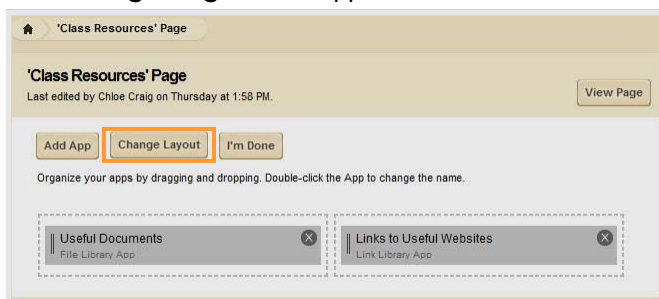 'Class Resources' Page
'Class Resources' Page
Last edited by Chloe Craig on Thursday at 1:58 PM.
View Page
Add App Change Layout I'm Done
Organize your apps by dragging and dropping. Double-click the App to change the name.
Useful Documents
File Library App
Links to Useful Websites
Link Library App